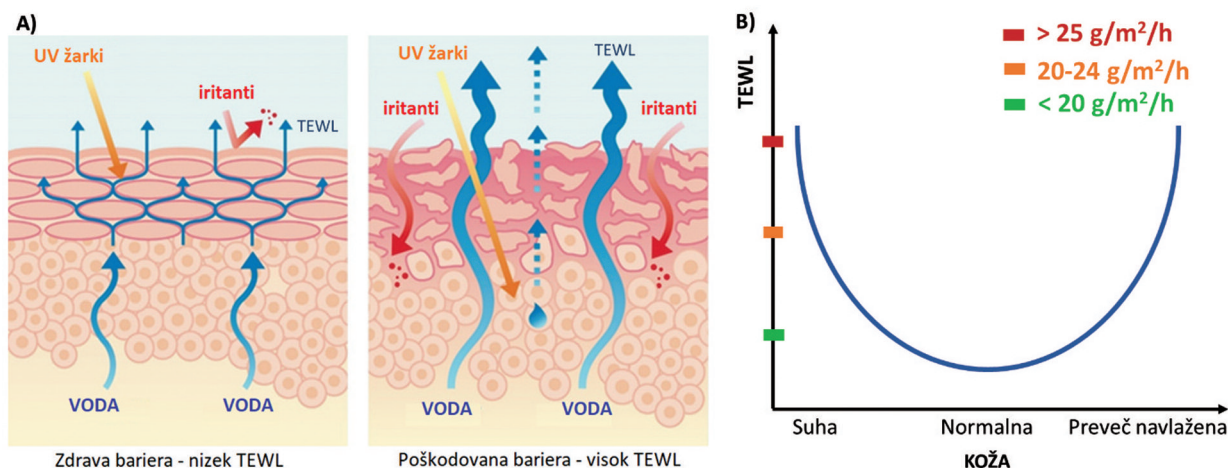 A)
UV žarki
iritanti
TEWL
VODA
VODA
Zdrava bariera - nizek TEWL
UV žarki
TEWL
iritanti
iritanti
VODA
VODA
Poškodovana bariera - visok TEWL
B)
> 25 g/m²/h
20-24 g/m²/h
< 20 g/m²/h
TEWL
Suha
Normalna
Preveč navlažena
KOŽA